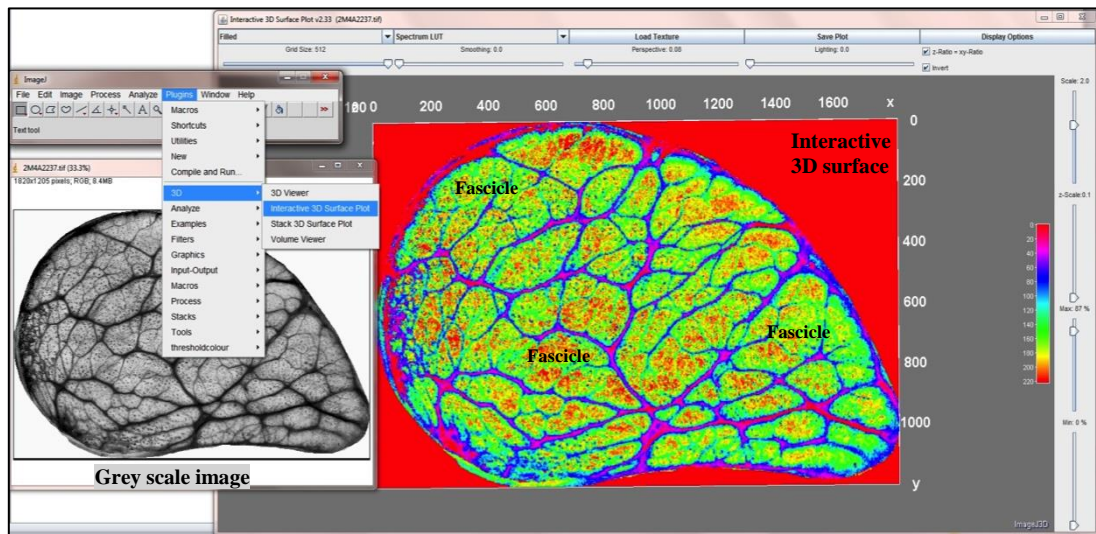 Interactive 3D Surface Plot v2.33 (2M4A2237.tif)
Filled
Spectrum LUT
Load Texture
Save Plot
Display Options
Grid Size: 512
Smoothing: 0.0
Perspective: 0.08
Lighting: 0.0
z-Ratio = xy-Ratio
Invert
ImageJ
File Edit Image Process Analyze Plugins Window Help
Text tool
Macros
Shortcuts
Utilities
New
Compile and Run...
3D
Analyze
Examples
Filters
Graphics
Input-Output
Macros
Process
Stacks
Tools
thresholdcolour
3D Viewer
Interactive 3D Surface Plot
Stack 3D Surface Plot
Volume Viewer
2M4A2237.tif (33.3%)
1820x1205 pixels; RGB; 8.4MB
Grey scale image
0 200 400 600 800 1000 1200 1400 1600 x
0
200
400
600
800
1000
y
Interactive
3D surface
Fascicle
Fascicle
Fascicle
0
20
40
60
80
100
120
140
160
180
200
220
Scale: 2.0
z-Scale:0.1
Max: 87 %
Min: 0 %
ImageJ3D